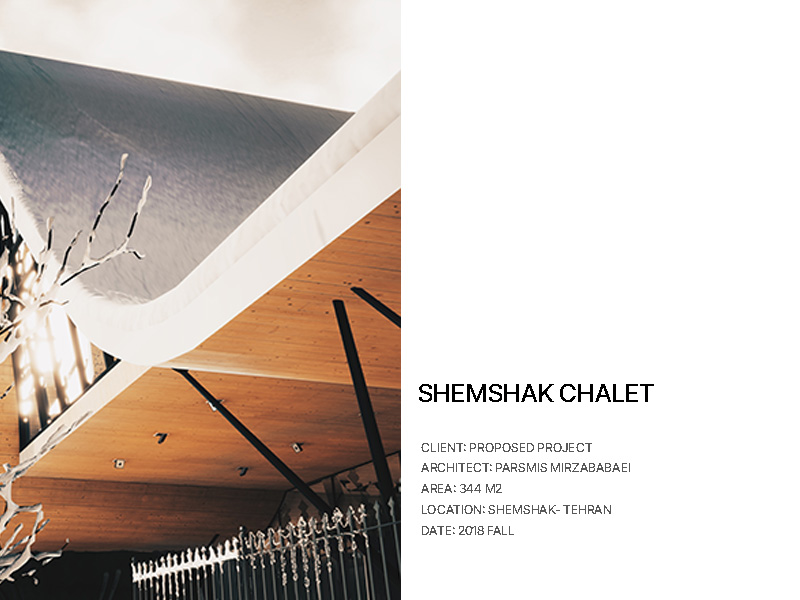 SHEMSHAK CHALET
CLIENT: PROPOSED PROJECT
ARCHITECT: PARSMIS MIRZABABAEI
AREA: 344 M2
LOCATION: SHEMSHAK- TEHRAN
DATE: 2018 FALL